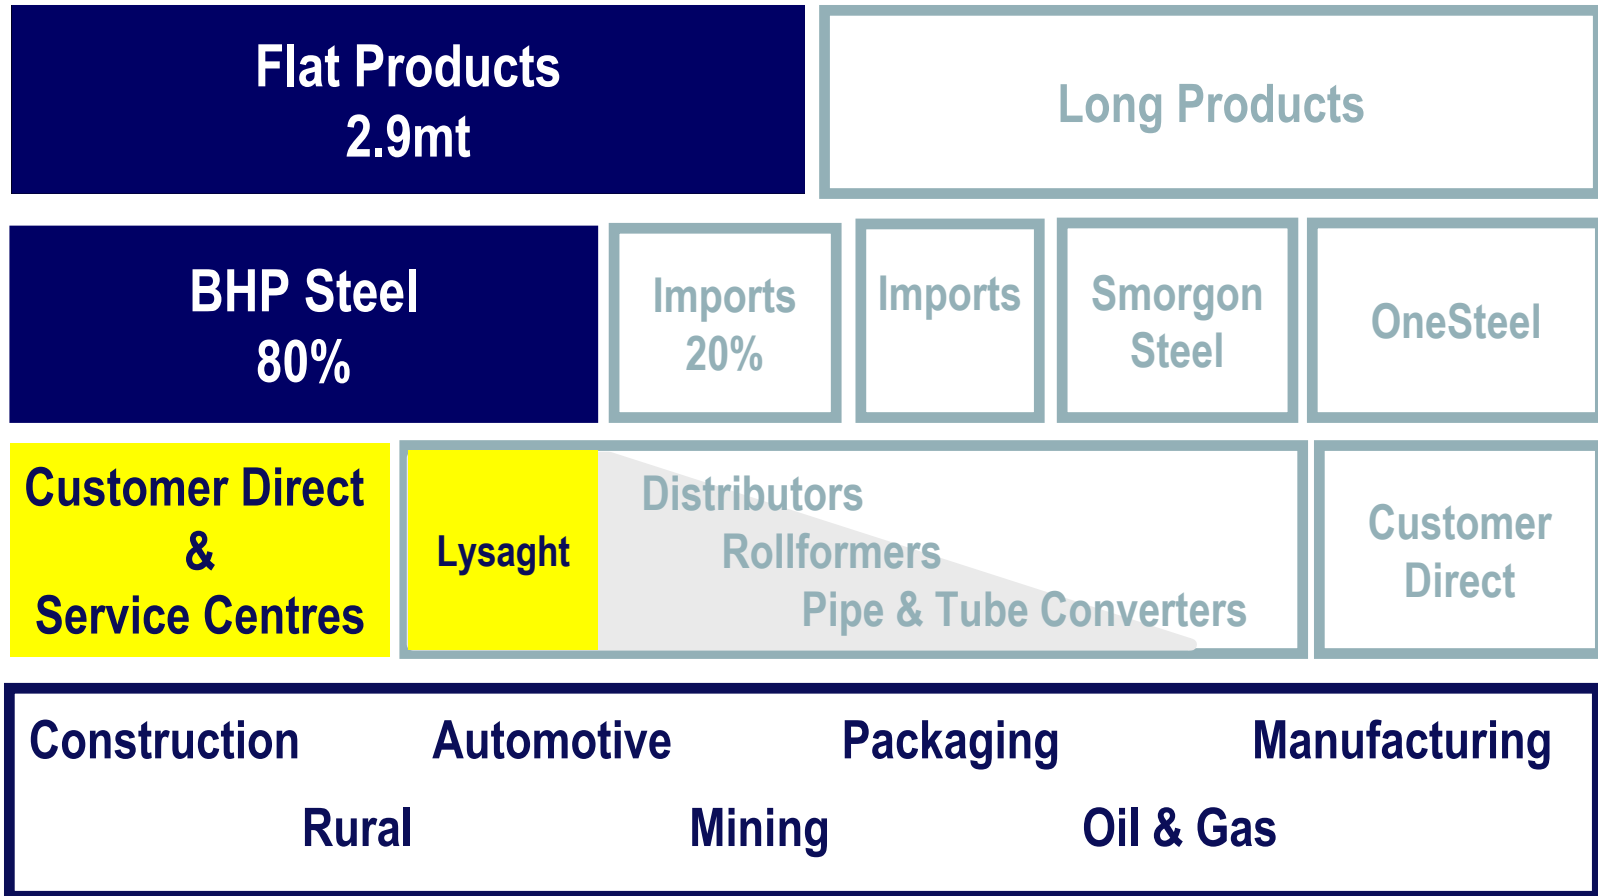 Flat Products
2.9mt
Long Products
BHP Steel
80%
Imports
20%
Imports
Smorgon
Steel
OneSteel
Customer Direct
&
Service Centres
Lysaght
Distributors
Rollformers
Pipe & Tube Converters
Customer
Direct
Construction Automotive Packaging Manufacturing
Rural Mining Oil & Gas